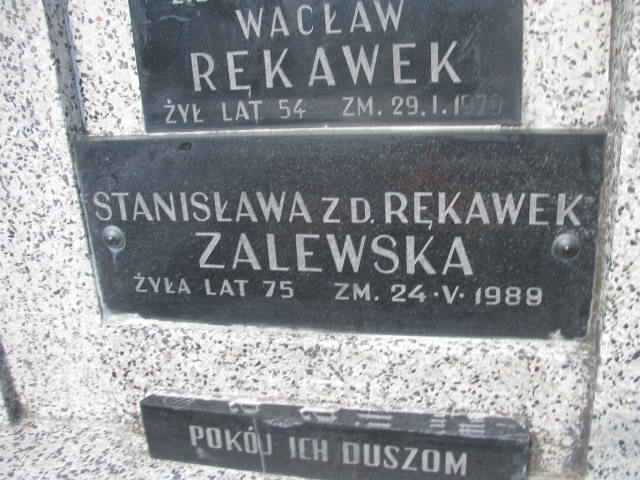 WACŁAW
RĘKAWEK
ŻYŁ LAT 54 ZM. 29.I.1979
STANISŁAWA Z D. RĘKAWEK
ZALEWSKA
ŻYŁA LAT 75 ZM. 24·V·1989
POKÓJ ICH DUSZOM